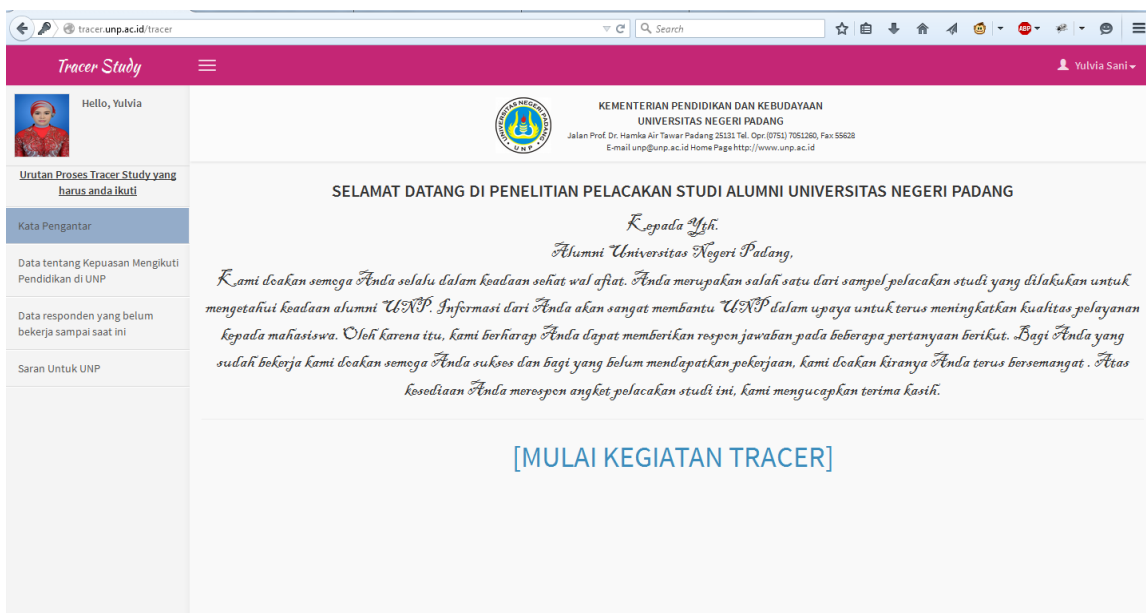 tracer.unp.ac.id/tracer
Search
ABP
Tracer Study
Yulvia Sani
Hello, Yulvia
UNIVERSITAS NEGERI PADANG
UNP
KEMENTERIAN PENDIDIKAN DAN KEBUDAYAAN
UNIVERSITAS NEGERI PADANG
Jalan Prof. Dr. Hamka Air Tawar Padang 25131 Tel. Opr.(0751) 7051260, Fax 55628
E-mail unp@unp.ac.id Home Page http://www.unp.ac.id
Urutan Proses Tracer Study yang
harus anda ikuti
Kata Pengantar
Data tentang Kepuasan Mengikuti
Pendidikan di UNP
Data responden yang belum
bekerja sampai saat ini
Saran Untuk UNP
SELAMAT DATANG DI PENELITIAN PELACAKAN STUDI ALUMNI UNIVERSITAS NEGERI PADANG
Kepada Yth.
Alumni Universitas Negeri Padang,
Kami doakan semoga Anda selalu dalam keadaan sehat wal afiat. Anda merupakan salah satu dari sampel pelacakan studi yang dilakukan untuk
mengetahui keadaan alumni UNP. Informasi dari Anda akan sangat membantu UNP dalam upaya untuk terus meningkatkan kualitas pelayanan
kepada mahasiswa. Oleh karena itu, kami berharap Anda dapat memberikan respon jawaban pada beberapa pertanyaan berikut. Bagi Anda yang
sudah bekerja kami doakan semoga Anda sukses dan bagi yang belum mendapatkan pekerjaan, kami doakan kiranya Anda terus bersemangat . Atas
kesediaan Anda merespon angket pelacakan studi ini, kami mengucapkan terima kasih.
[MULAI KEGIATAN TRACER]